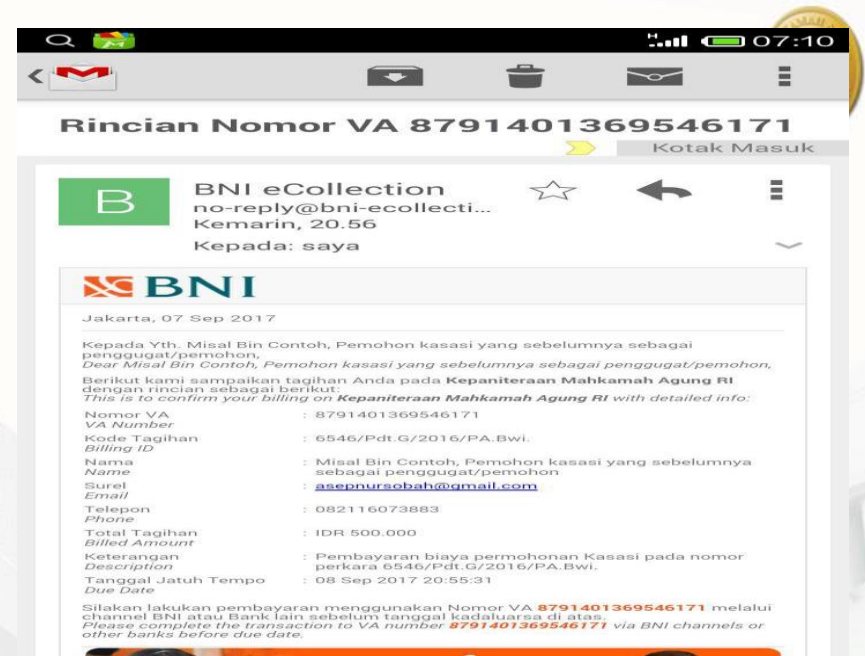 07:10
Rincian Nomor VA 8791401369546171
Kotak Masuk
B
BNI eCollection
no-reply@bni-ecollecti...
Kemarin, 20.56
Kepada: saya
BNI
Jakarta, 07 Sep 2017
Kepada Yth. Misal Bin Contoh, Pemohon kasasi yang sebelumnya sebagai
penggugat/pemohon,
Dear Misal Bin Contoh, Pemohon kasasi yang sebelumnya sebagai penggugat/pemohon,
Berikut kami sampaikan tagihan Anda pada Kepaniteraan Mahkamah Agung RI
dengan rincian sebagai berikut:
This is to confirm your billing on Kepaniteraan Mahkamah Agung RI with detailed info:
Nomor VA : 8791401369546171
VA Number
Kode Tagihan : 6546/Pdt.G/2016/PA.Bwi.
Billing ID
Nama : Misal Bin Contoh, Pemohon kasasi yang sebelumnya
Name sebagai penggugat/pemohon
Surel : asepnursobah@gmail.com
Email
Telepon : 082116073883
Phone
Total Tagihan : IDR 500.000
Billed Amount
Keterangan : Pembayaran biaya permohonan Kasasi pada nomor
Description perkara 6546/Pdt.G/2016/PA.Bwi.
Tanggal Jatuh Tempo : 08 Sep 2017 20:55:31
Due Date
Silakan lakukan pembayaran menggunakan Nomor VA 8791401369546171 melalui
channel BNI atau Bank lain sebelum tanggal kadaluarsa di atas.
Please complete the transaction to VA number 8791401369546171 via BNI channels or
other banks before due date.